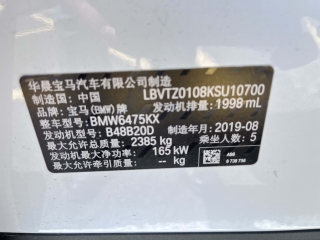 华晨宝马汽车有限公司制造
制造国：中国 LBVTZ0108KSU10700
品牌：宝马(BMW)牌 发动机排量：1998 mL
整车型号：BMW6475KX
发动机型号：B48B20D 制造年月：2019-08
最大允许总质量：2385 kg 乘坐人数：5
发动机最大净功率：165 kW
最大允许牵引质量：-- kg